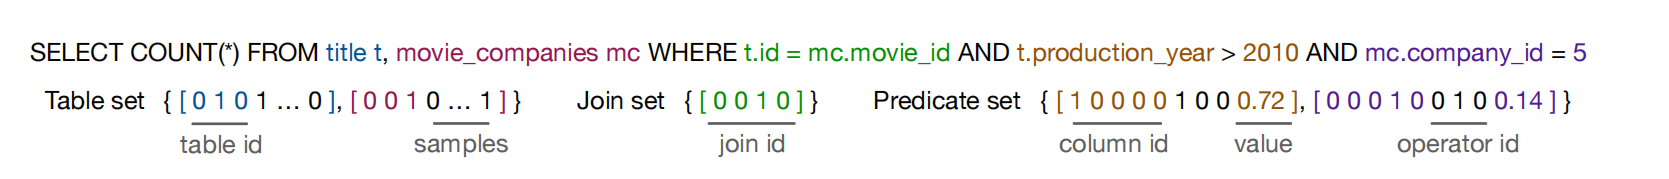 SELECT COUNT(*) FROM title t, movie_companies mc WHERE t.id = mc.movie_id AND t.production_year > 2010 AND mc.company_id = 5
Table set { [ 0 1 0 1 ... 0 ], [ 0 0 1 0 ... 1 ] } Join set { [ 0 0 1 0 ] } Predicate set { [ 1 0 0 0 0 1 0 0 0.72 ], [ 0 0 0 1 0 0 1 0 0.14 ] }
table id samples join id column id value operator id